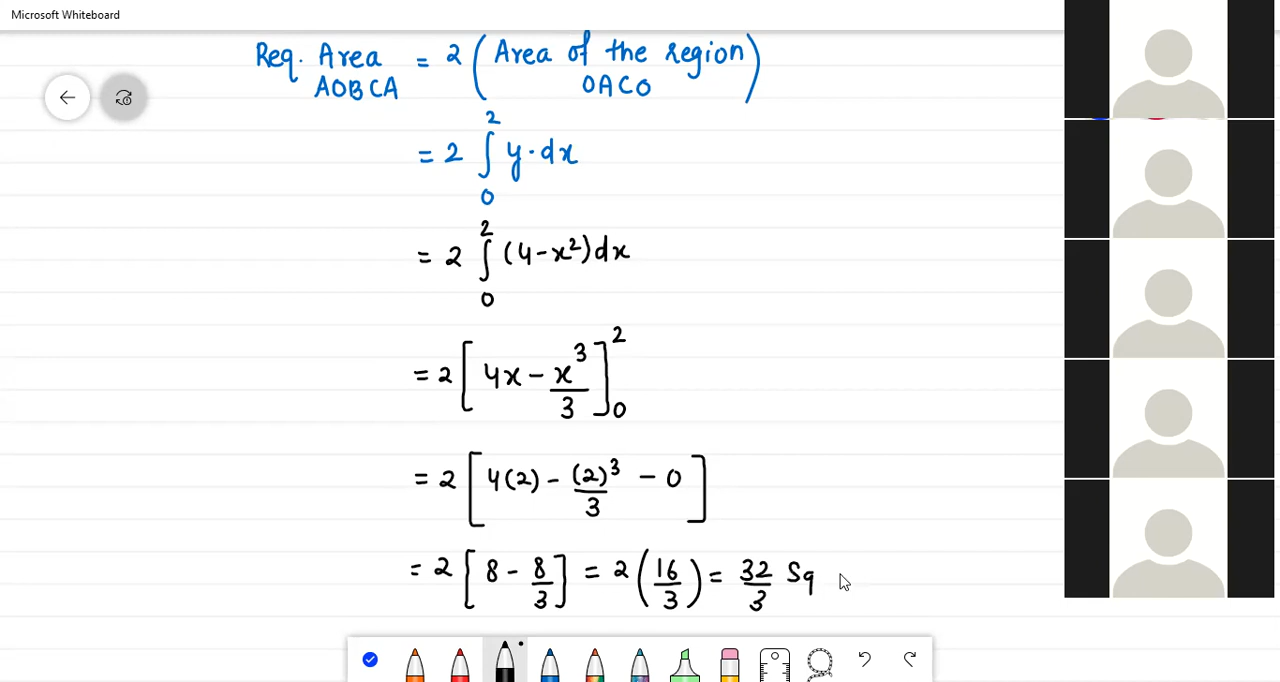 Microsoft Whiteboard
Req. Area = 2 (Area of the region)
AOBCA OACO
= 2 ∫₀² y·dx
= 2 ∫₀² (4-x²)dx
= 2 [4x - x³/3]₀²
= 2 [4(2) - (2)³/3 - 0]
= 2 [8 - 8/3] = 2 (16/3) = 32/3 Sq